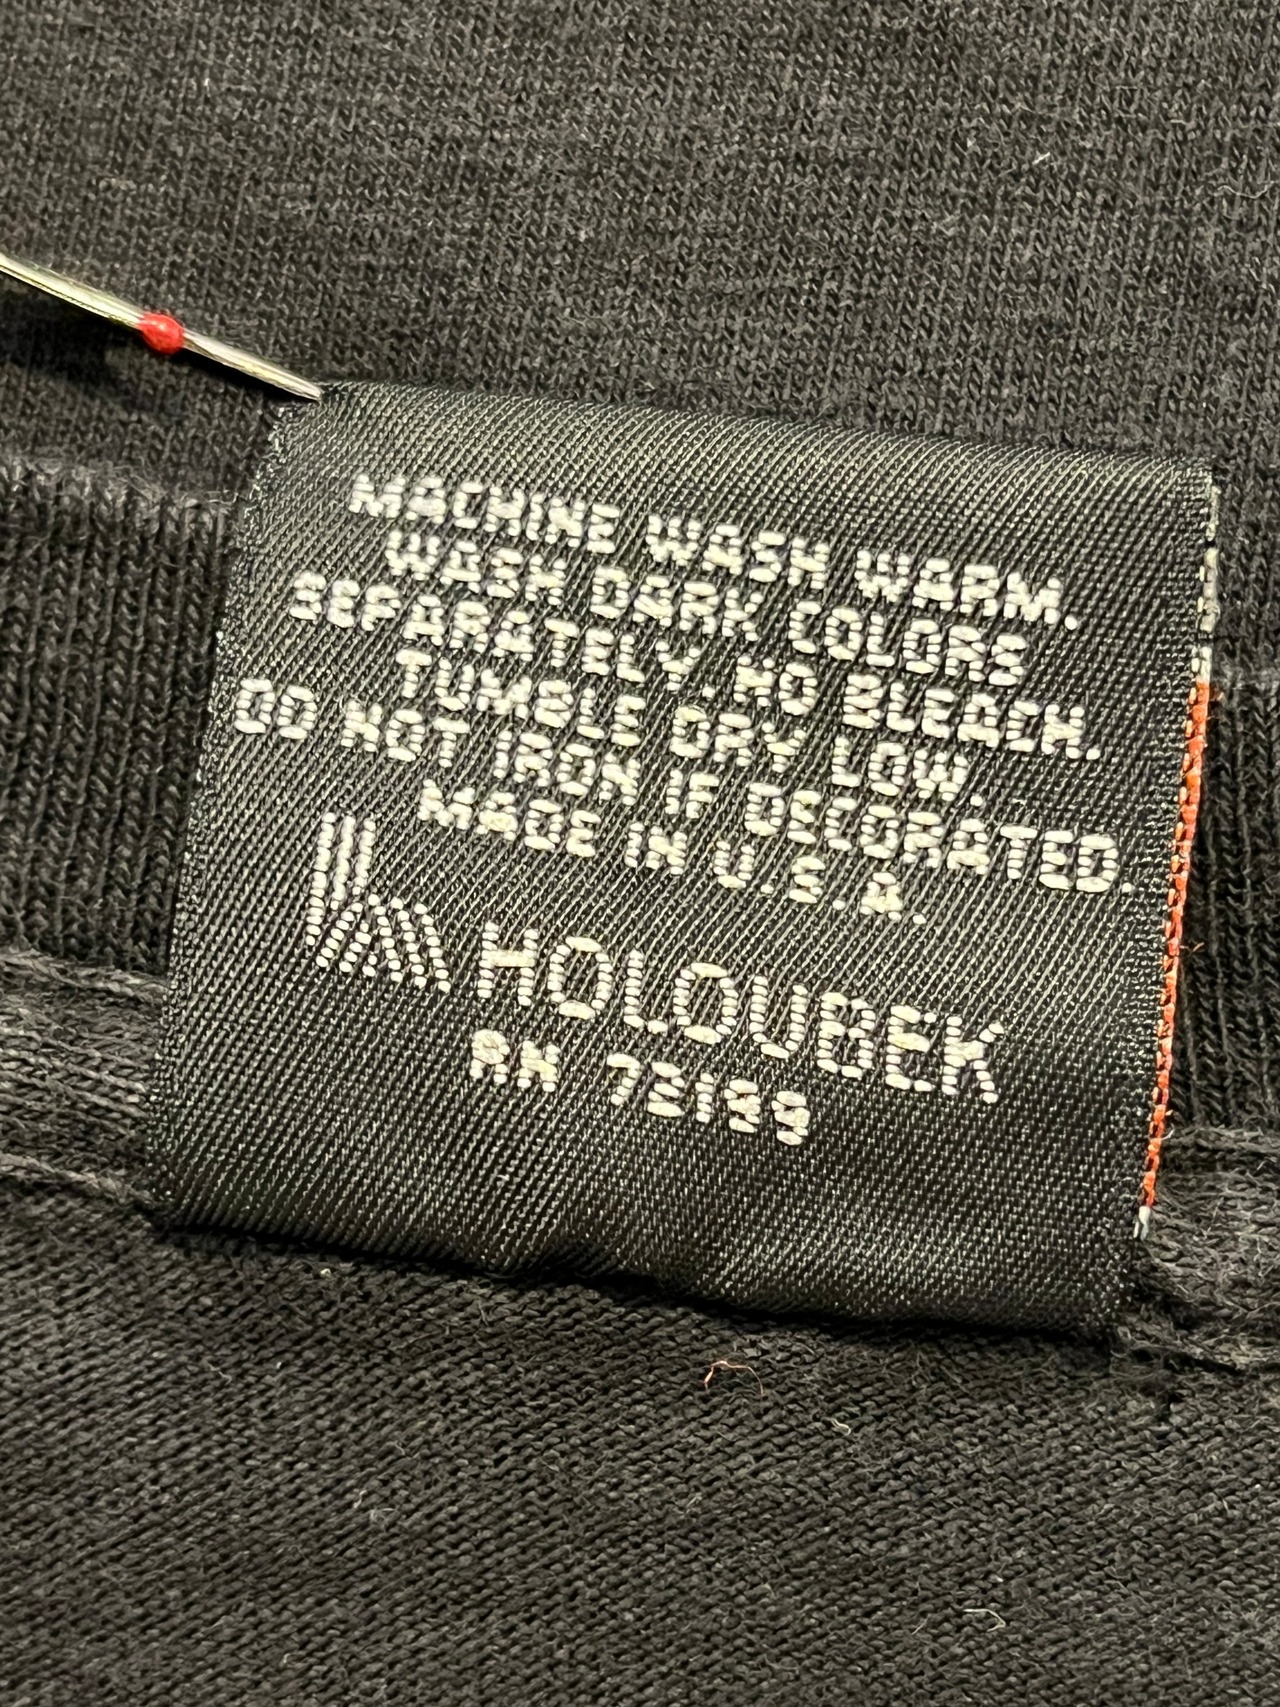 MACHINE WASH WARM.
WASH DARK COLORS
SEPARATELY. NO BLEACH.
TUMBLE DRY LOW.
DO NOT IRON IF DECORATED.
MADE IN U.S.A.
HOLOUBEK
RN 72199